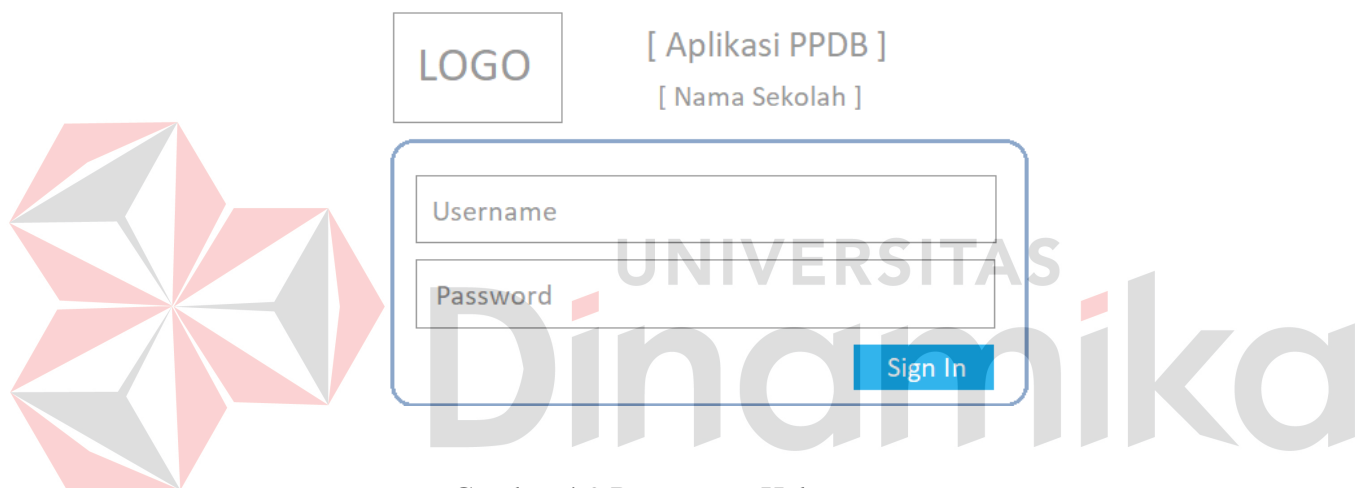 LOGO
[ Aplikasi PPDB ]
[ Nama Sekolah ]
Username
UNIVERSITAS
Password
Dinamika
Sign In